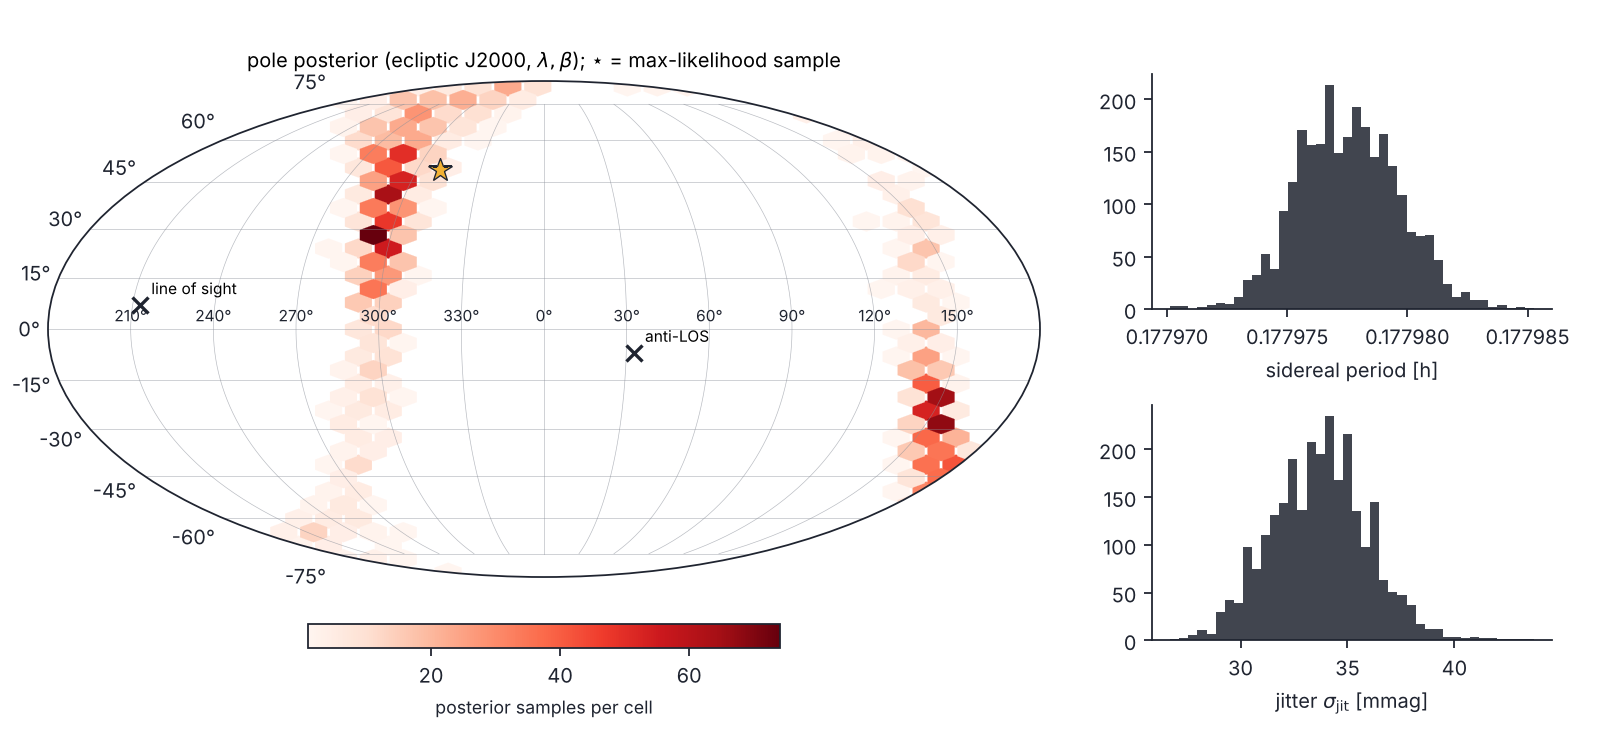 pole posterior (ecliptic J2000, λ, β); ⋆ = max-likelihood sample
75°
60°
45°
30°
15°
0°
-15°
-30°
-45°
-60°
-75°
210° 240° 270° 300° 330° 0° 30° 60° 90° 120° 150°
line of sight
anti-LOS
20 40 60
posterior samples per cell
200
150
100
50
0
0.177970 0.177975 0.177980 0.177985
sidereal period [h]
200
150
100
50
0
30 35 40
jitter σjit [mmag]